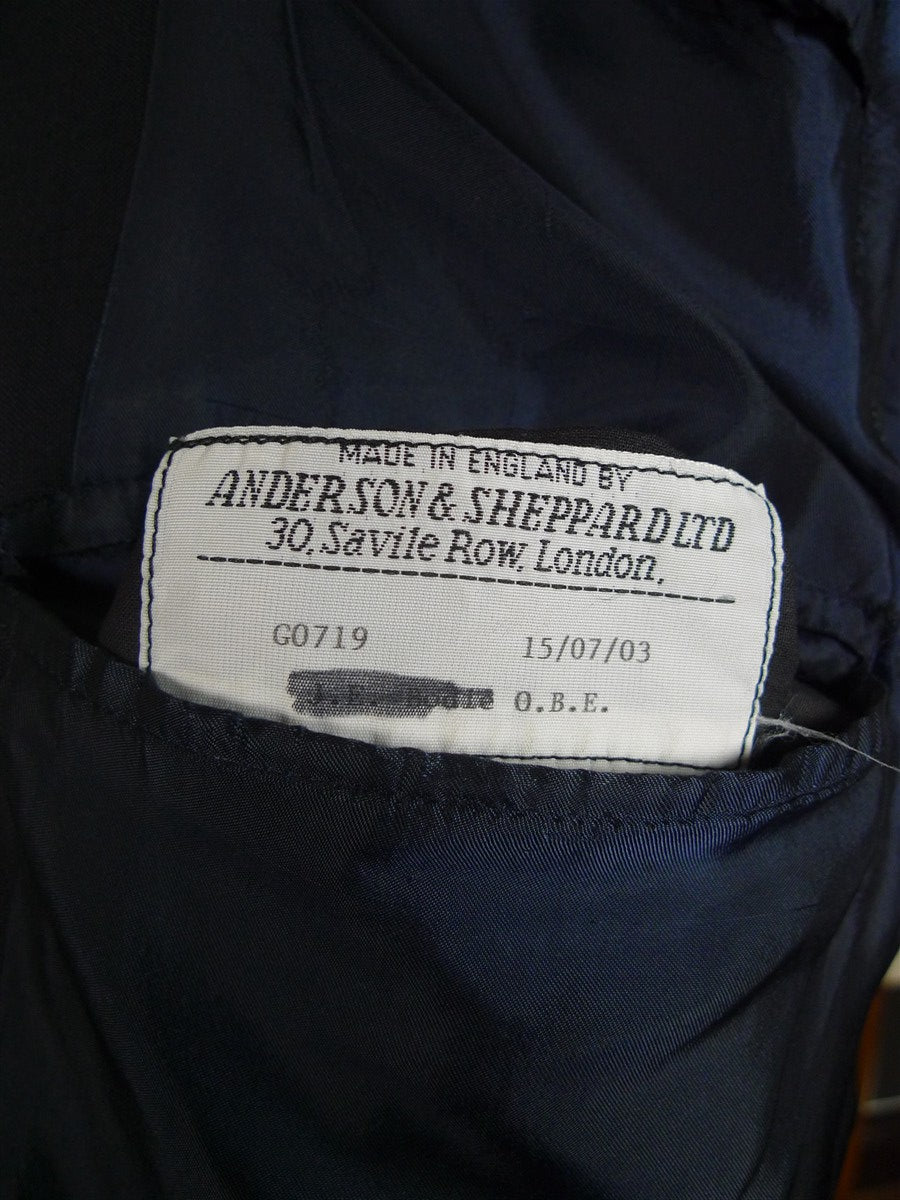 MADE IN ENGLAND BY
ANDERSON & SHEPPARD LTD
30, Savile Row, London,
G0719 15/07/03
O.B.E.